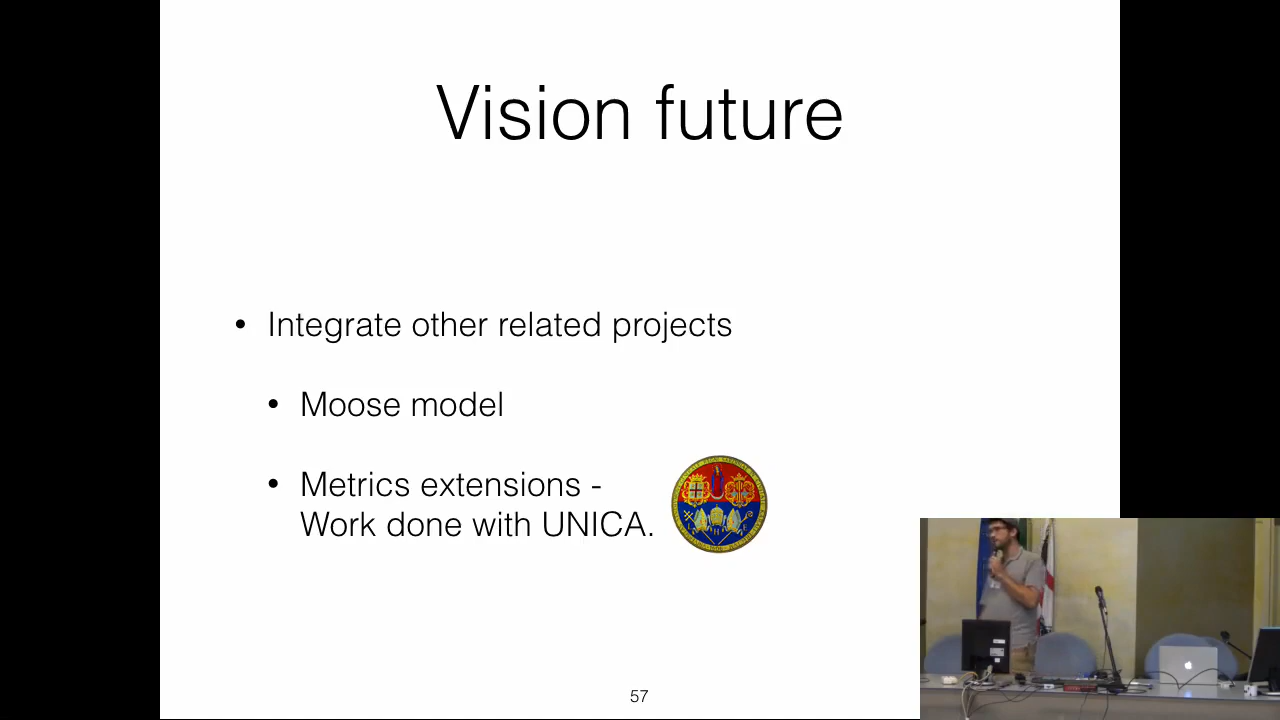 Vision future
• Integrate other related projects
• Moose model
• Metrics extensions -
Work done with UNICA.
57